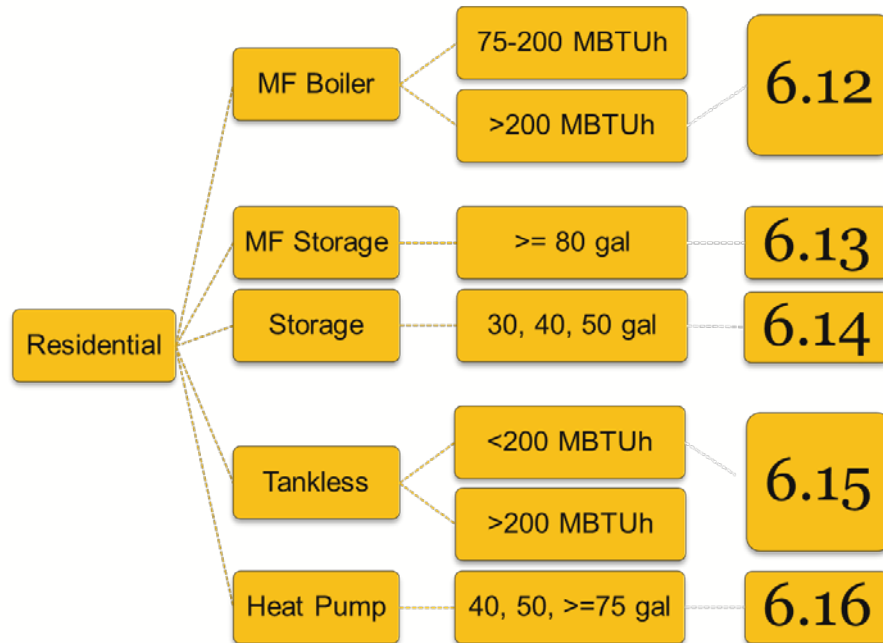 75-200 MBTUh
MF Boiler
6.12
>200 MBTUh
MF Storage
>= 80 gal
6.13
Storage
30, 40, 50 gal
6.14
Residential
<200 MBTUh
Tankless
6.15
>200 MBTUh
Heat Pump
40, 50, >=75 gal
6.16